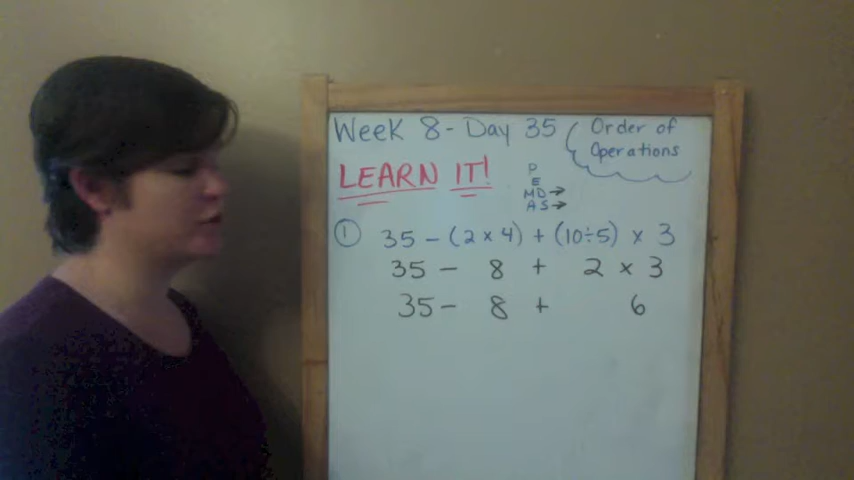 Week 8 - Day 35
Order of
Operations
LEARN IT!
P
E
MD→
AS→
① 35 - (2 x 4) + (10÷5) x 3
35 - 8 + 2 x 3
35 - 8 + 6